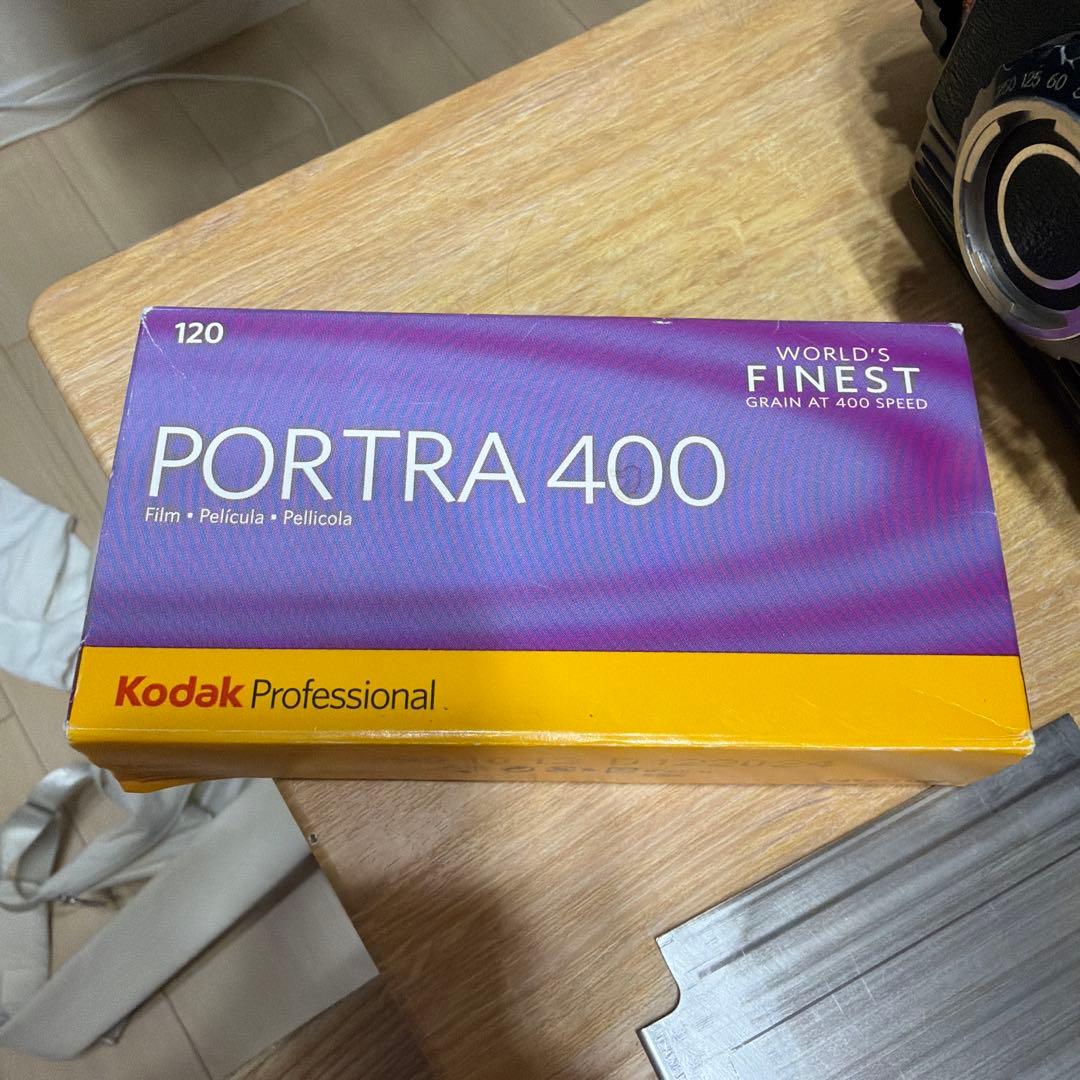 125 60
120
WORLD'S
FINEST
GRAIN AT 400 SPEED
PORTRA 400
Film • Película • Pellicola
Kodak Professional